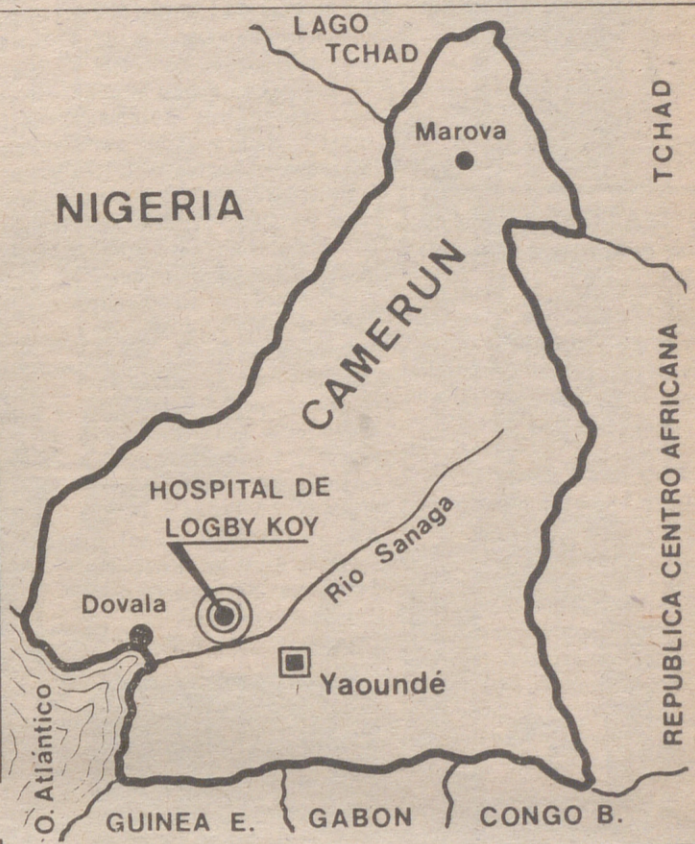 LAGO
TCHAD
Marova
TCHAD
NIGERIA
CAMERUN
REPUBLICA CENTRO AFRICANA
HOSPITAL DE
LOGBY KOY
Rio Sanaga
Dovala
Yaoundé
O. Atlántico
GUINEA E.
GABON
CONGO B.